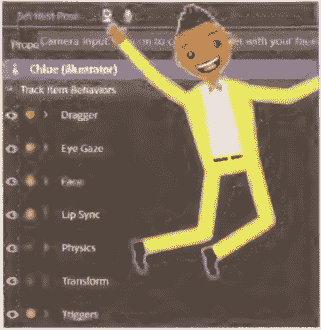 Set Rest Pose
Camera Input:
Chloe (Illustrator)
Track Item Behaviors
Dragger
Eye Gaze
Face
Lip Sync
Physics
Transform
Triggers